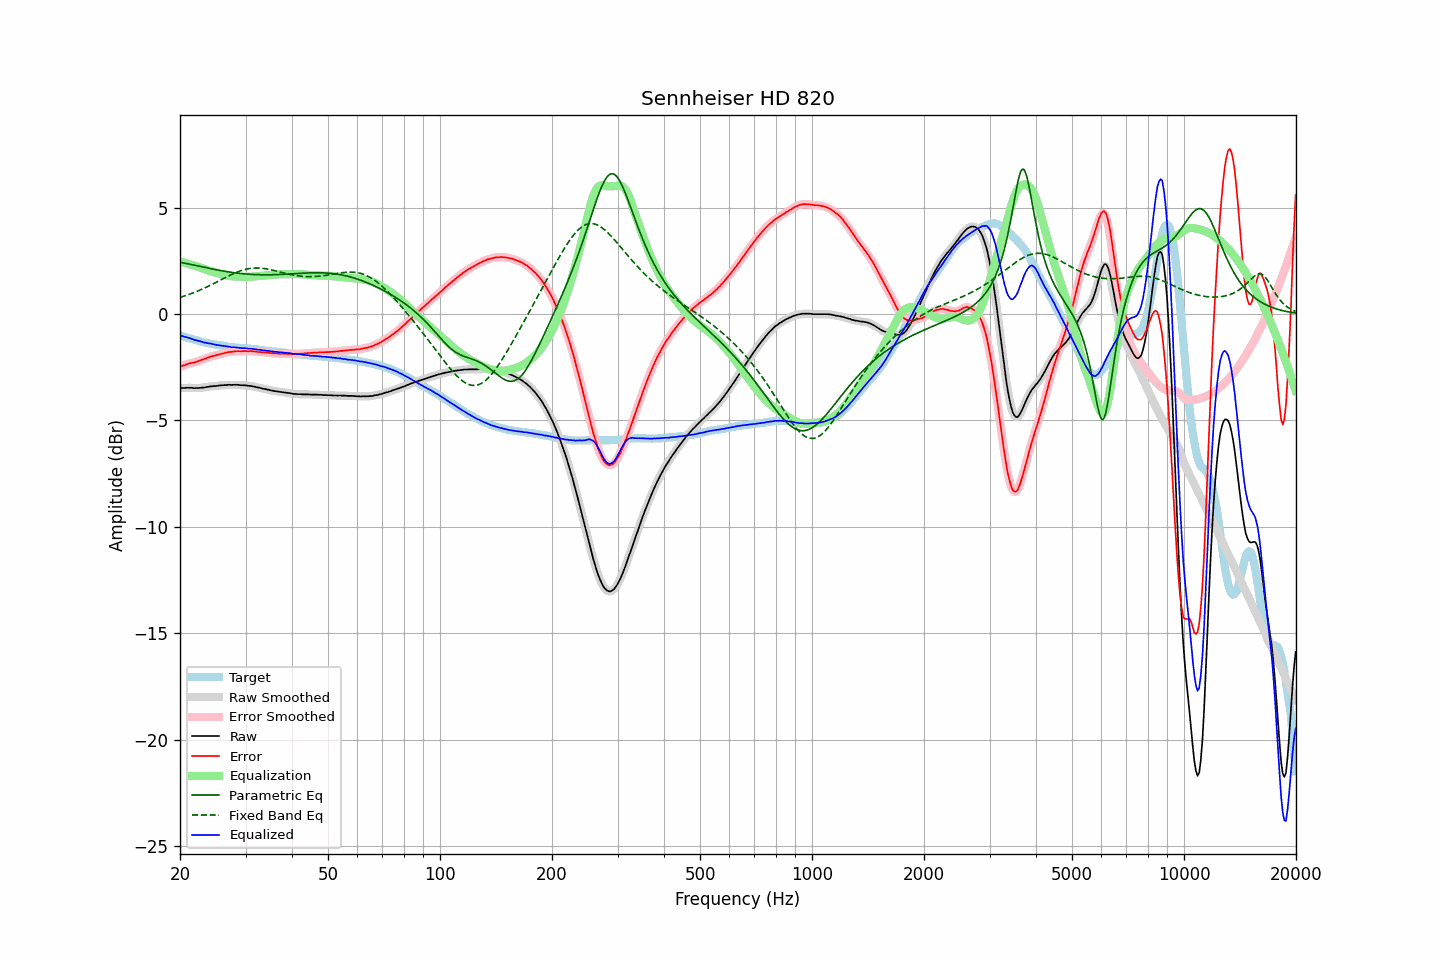 Sennheiser HD 820
Amplitude (dBr)
5
0
−5
−10
−15
−20
−25
Target
Raw Smoothed
Error Smoothed
Raw
Error
Equalization
Parametric Eq
Fixed Band Eq
Equalized
20 50 100 200 500 1000 2000 5000 10000 20000
Frequency (Hz)